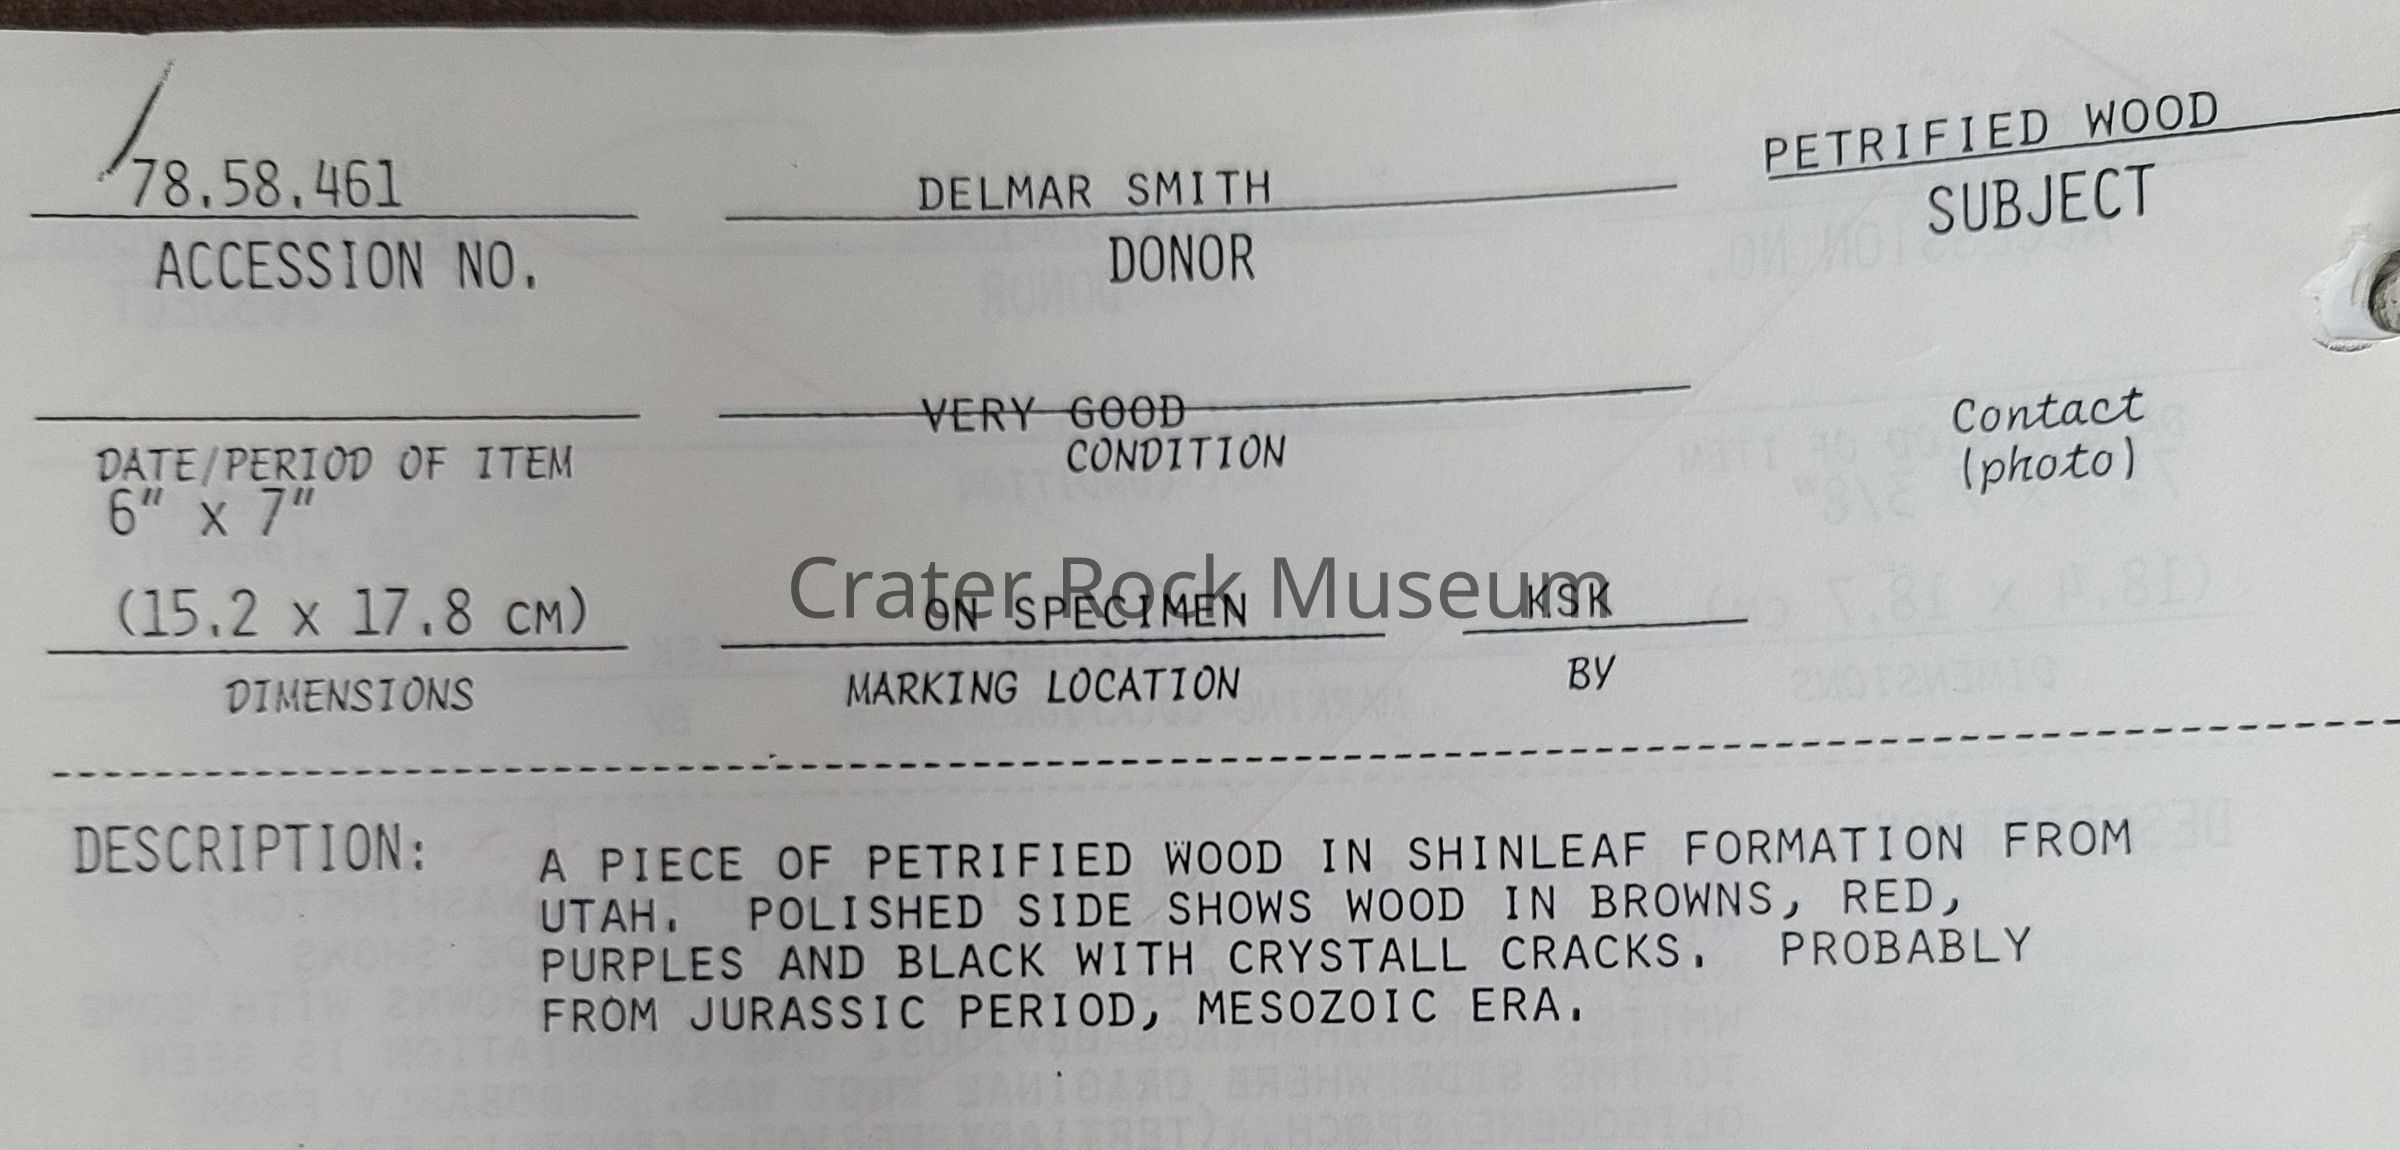 78.58.461
ACCESSION NO.
DELMAR SMITH
DONOR
PETRIFIED WOOD
SUBJECT
DATE/PERIOD OF ITEM
VERY GOOD
CONDITION
Contact
(photo)
6" x 7"
(15.2 x 17.8 CM)
DIMENSIONS
ON SPECIMEN
MARKING LOCATION
KSK
BY
Crater Rock Museum
DESCRIPTION:
A PIECE OF PETRIFIED WOOD IN SHINLEAF FORMATION FROM
UTAH. POLISHED SIDE SHOWS WOOD IN BROWNS, RED,
PURPLES AND BLACK WITH CRYSTALL CRACKS. PROBABLY
FROM JURASSIC PERIOD, MESOZOIC ERA.